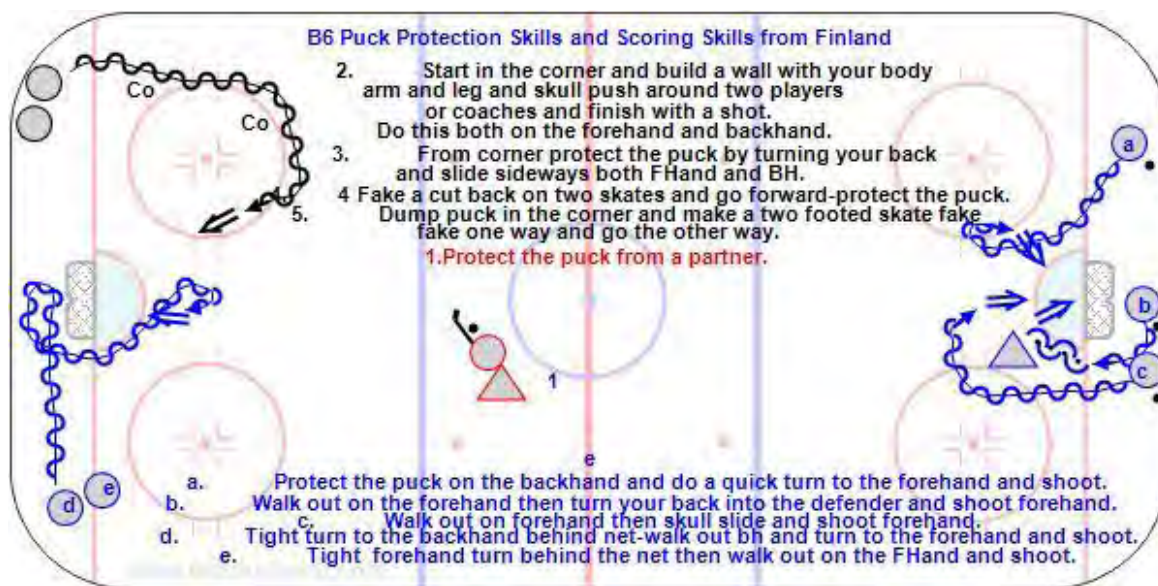 B6 Puck Protection Skills and Scoring Skills from Finland
2. Start in the corner and build a wall with your body
arm and leg and skull push around two players
or coaches and finish with a shot.
Do this both on the forehand and backhand.
3. From corner protect the puck by turning your back
and slide sideways both FHand and BH.
4 Fake a cut back on two skates and go forward-protect the puck.
5. Dump puck in the corner and make a two footed skate fake
fake one way and go the other way.
1.Protect the puck from a partner.
Co
Co
a
b
c
1
d
e
e
a. Protect the puck on the backhand and do a quick turn to the forehand and shoot.
b. Walk out on the forehand then turn your back into the defender and shoot forehand.
c. Walk out on forehand then skull slide and shoot forehand.
d. Tight turn to the backhand behind net-walk out bh and turn to the forehand and shoot.
e. Tight forehand turn behind the net then walk out on the FHand and shoot.